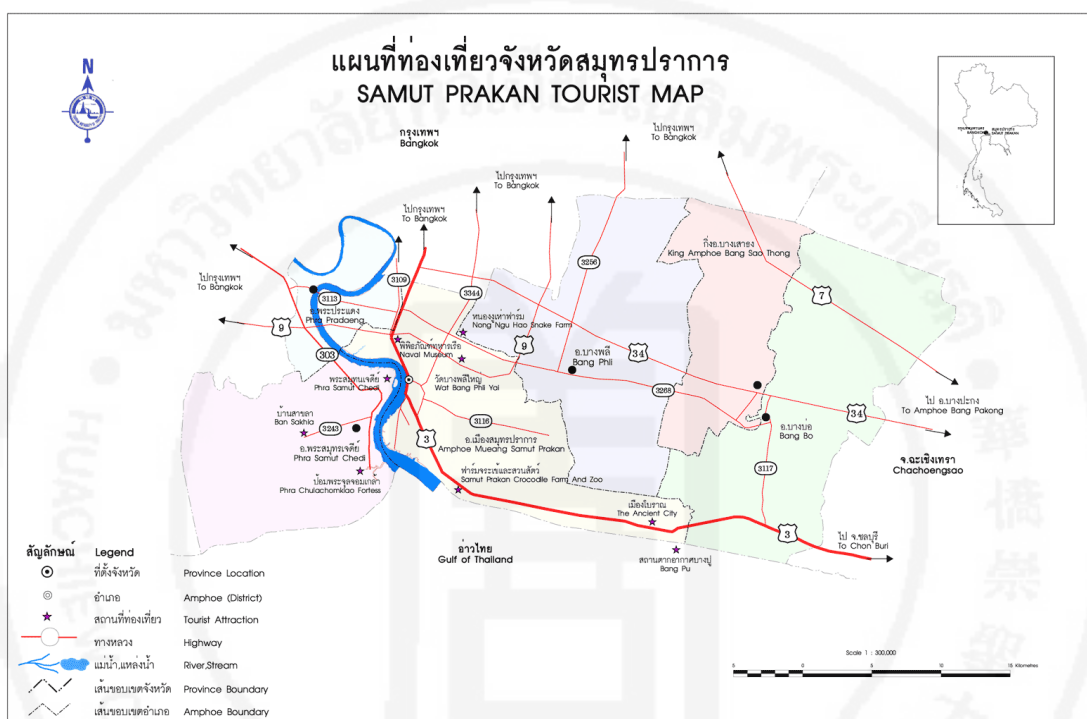 แผนที่ท่องเที่ยวจังหวัดสมุทรปราการ
SAMUT PRAKAN TOURIST MAP
N
กรุงเทพฯ
Bangkok
ไปกรุงเทพฯ
To Bangkok
ไปกรุงเทพฯ
To Bangkok
ไปกรุงเทพฯ
To Bangkok
ไปกรุงเทพฯ
To Bangkok
ไปกรุงเทพฯ
To Bangkok
กิ่งอ.บางเสาธง
King Amphoe Bang Sao Thong
3109
3256
3344
3113
7
9
303
9
34
3268
34
3116
3
3243
3117
3
อ.พระประแดง
Phra Pradaeng
หนองงูเห่าฟาร์ม
Nong Ngu Hao Snake Farm
พิพิธภัณฑ์ทหารเรือ
Naval Museum
อ.บางพลี
Bang Phli
พระสมุทนเจดีย์
Phra Samut Chedi
วัดบางพลีใหญ่
Wat Bang Phli Yai
ไป อ.บางปะกง
To Amphoe Bang Pakong
บ้านสาขลา
Ban Sakhla
อ.บางบ่อ
Bang Bo
อ.เมืองสมุทรปราการ
Amphoe Mueang Samut Prakan
อ.พระสมุทรเจดีย์
Phra Samut Chedi
จ.ฉะเชิงเทรา
Chachoengsao
ฟาร์มจระเข้และสวนสัตว์
Samut Prakan Crocodile Farm And Zoo
ป้อมพระจุลจอมเกล้า
Phra Chulachomklao Fortess
เมืองโบราณ
The Ancient City
ไป จ.ชลบุรี
To Chon Buri
อ่าวไทย
Gulf of Thailand
สถานตากอากาศบางปู
Bang Pu
สัญลักษณ์ Legend
ที่ตั้งจังหวัด Province Location
อำเภอ Amphoe (District)
สถานที่ท่องเที่ยว Tourist Attraction
ทางหลวง Highway
แม่น้ำ,แหล่งน้ำ River,Stream
เส้นขอบเขตจังหวัด Province Boundary
เส้นขอบเขตอำเภอ Amphoe Boundary
Scale 1 : 300,000
5 0 5 10 15 Kilometres